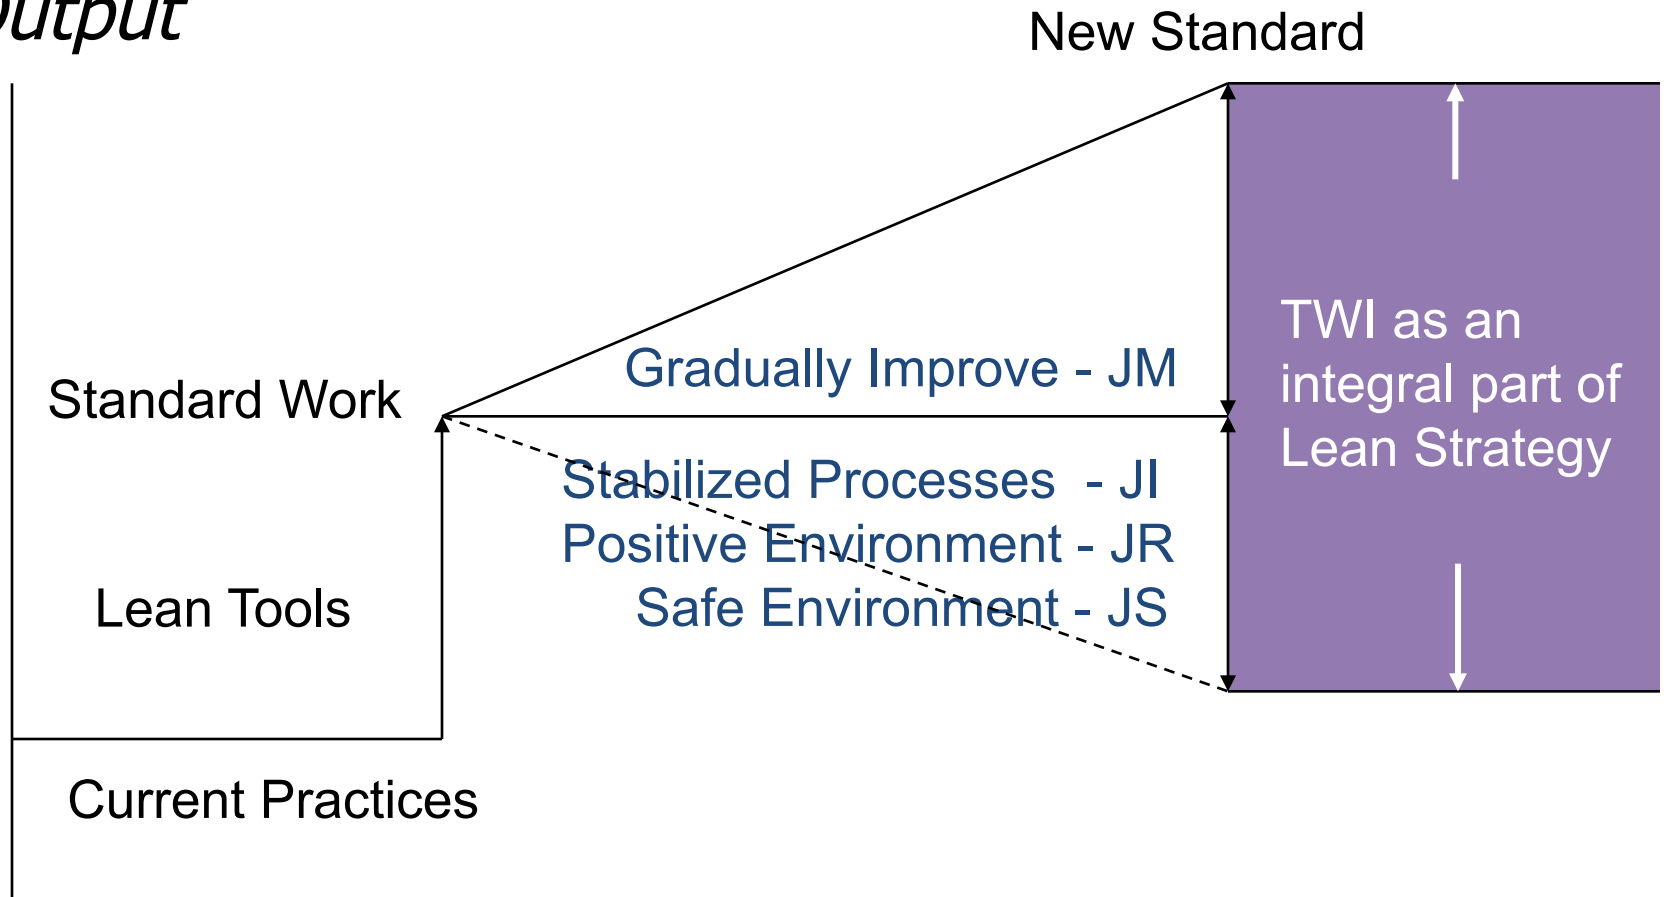 Output
New Standard
Gradually Improve - JM
Standard Work
TWI as an
integral part of
Lean Strategy
Stabilized Processes - JI
Positive Environment - JR
Safe Environment - JS
Lean Tools
Current Practices